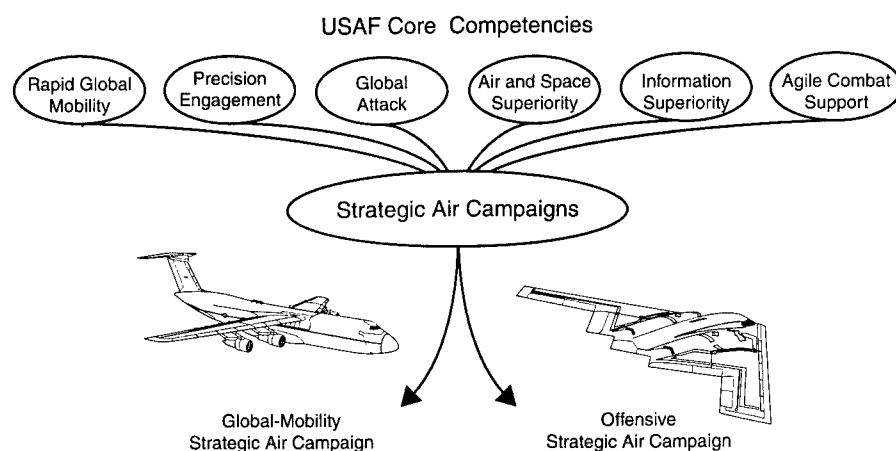 USAF Core Competencies
Rapid Global
Mobility
Precision
Engagement
Global
Attack
Air and Space
Superiority
Information
Superiority
Agile Combat
Support
Strategic Air Campaigns
Global-Mobility
Strategic Air Campaign
Offensive
Strategic Air Campaign